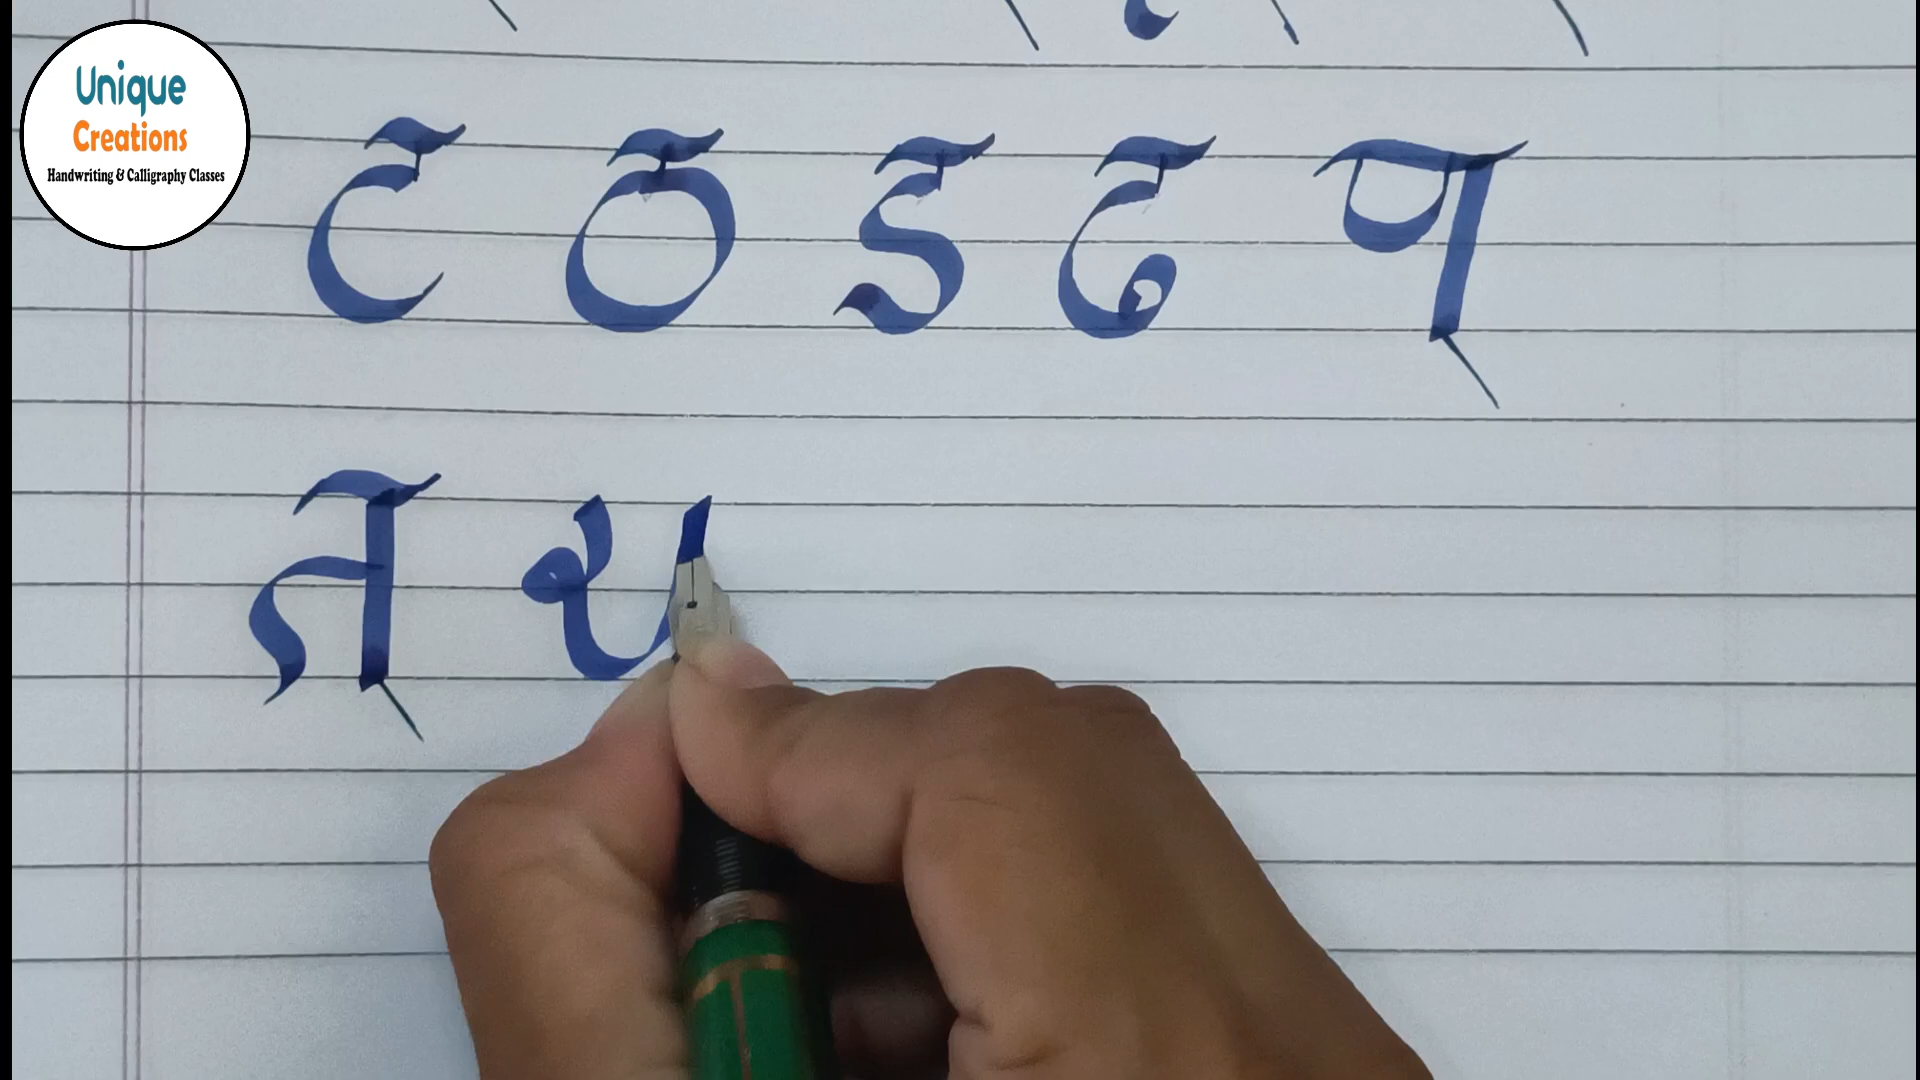 Unique
Creations
Handwriting & Calligraphy Classes
ट ठ ड ढ ण
त थ